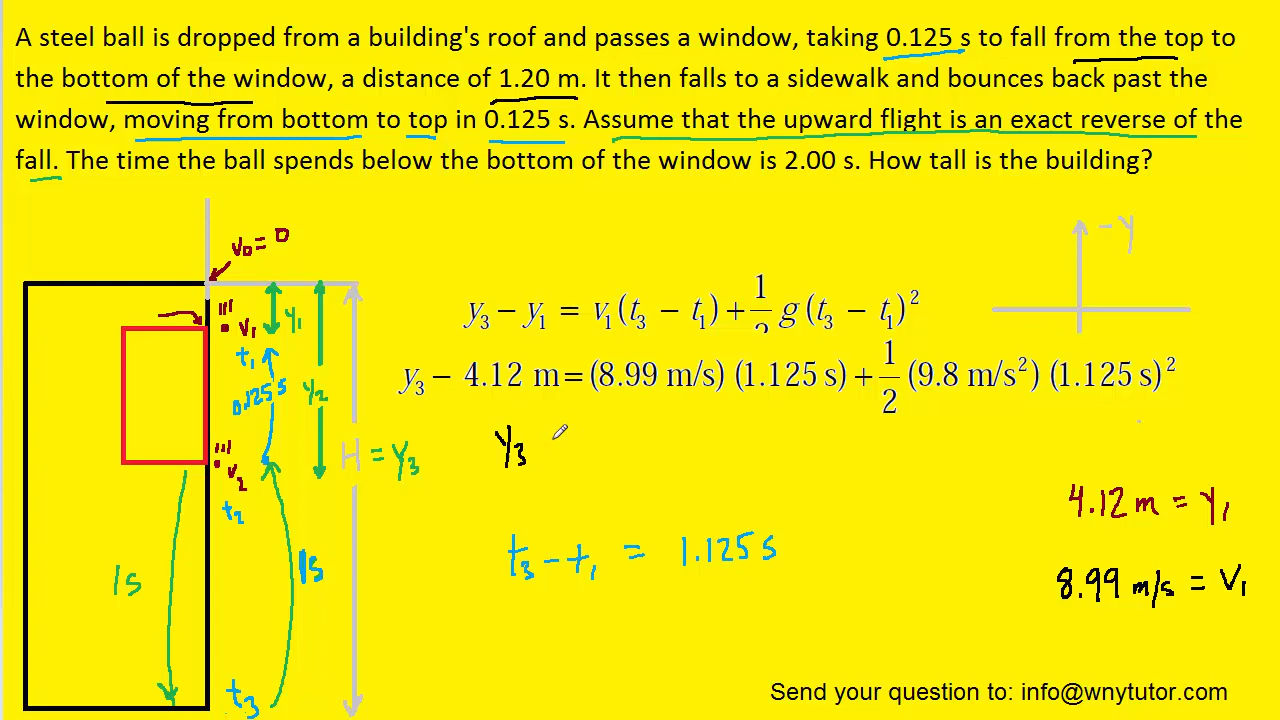 A steel ball is dropped from a building's roof and passes a window, taking 0.125 s to fall from the top to
the bottom of the window, a distance of 1.20 m. It then falls to a sidewalk and bounces back past the
window, moving from bottom to top in 0.125 s. Assume that the upward flight is an exact reverse of the
fall. The time the ball spends below the bottom of the window is 2.00 s. How tall is the building?
v0 = 0
-y
y₃ − y₁ = v₁(t₃ − t₁) + 1/2 g (t₃ − t₁)²
v₁
y₁
t₁
y₃ − 4.12 m = (8.99 m/s) (1.125 s) + 1/2 (9.8 m/s²) (1.125 s)²
0.125 s
y₂
H = y₃
y₃
v₂
t₂
4.12 m = y₁
t₃ − t₁ = 1.125 s
1s
1s
8.99 m/s = v₁
t₃
Send your question to: info@wnytutor.com